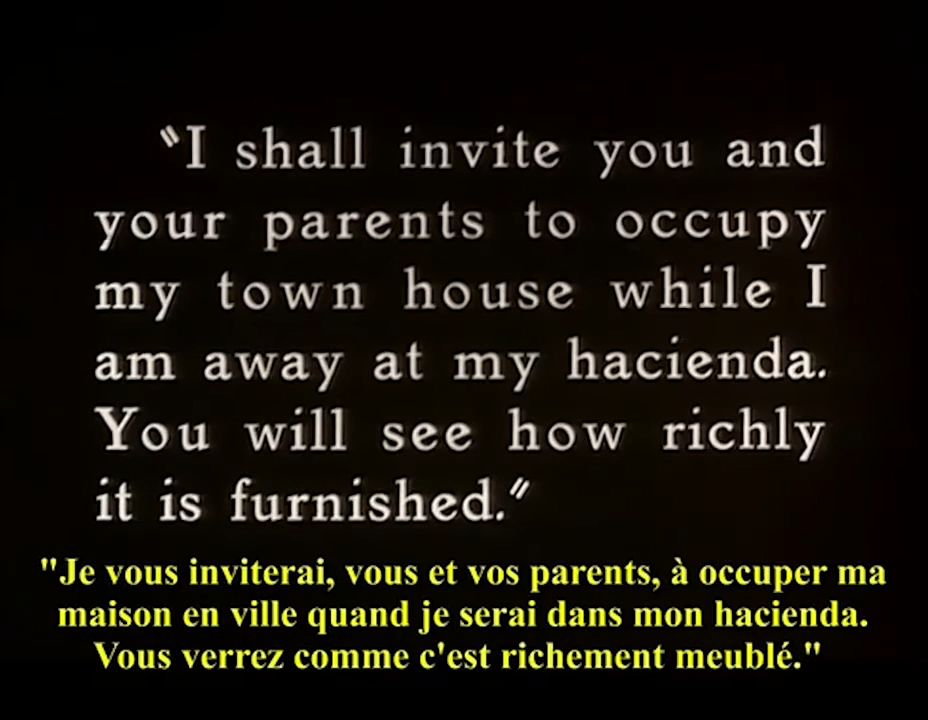 "I shall invite you and
your parents to occupy
my town house while I
am away at my hacienda.
You will see how richly
it is furnished."
"Je vous inviterai, vous et vos parents, à occuper ma
maison en ville quand je serai dans mon hacienda.
Vous verrez comme c'est richement meublé."